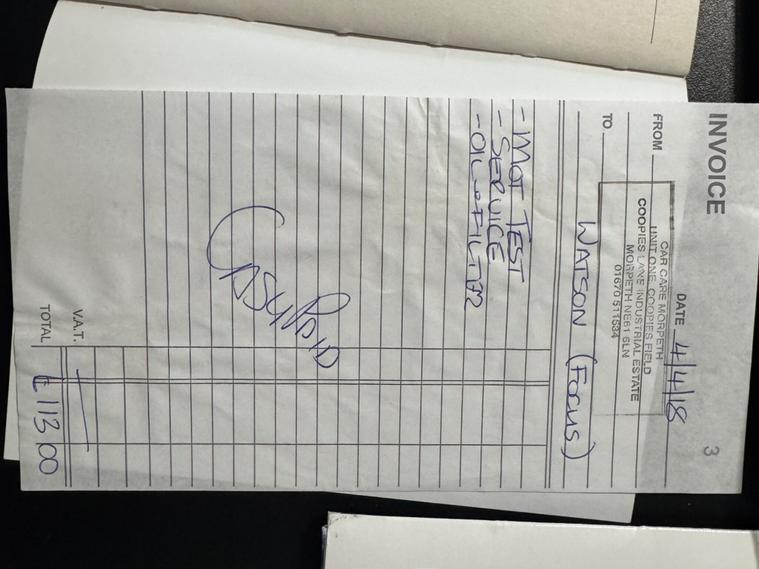 INVOICE
3
DATE 4/4/18
FROM
CAR CARE MORPETH
UNIT ONE, COOPIES FIELD
COOPIES LANE INDUSTRIAL ESTATE
MORPETH NE61 6LN
01670 511534
TO
WATSON (FOCUS)
- MOT TEST
- SERVICE
- OIL & FILTER
CASH PAID
V.A.T.
TOTAL £113.00